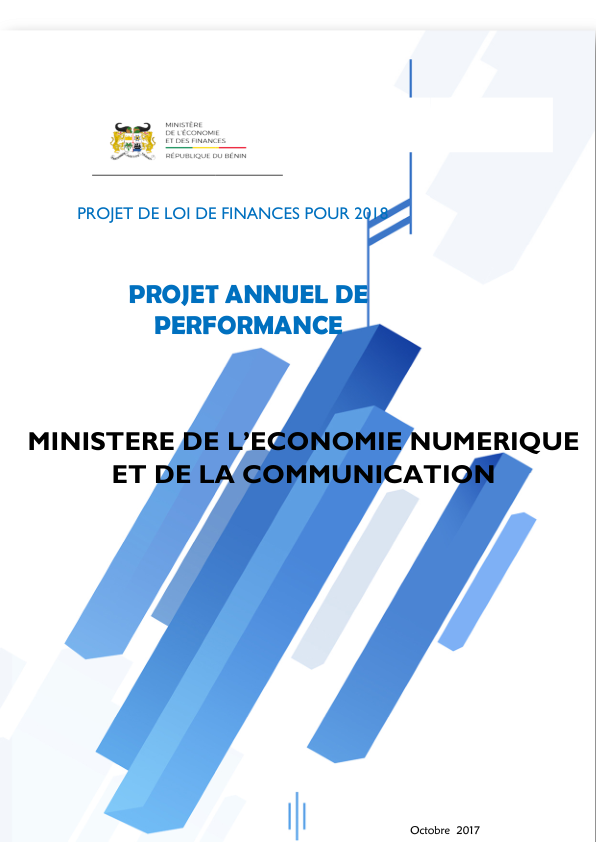 MINISTÈRE
DE L'ÉCONOMIE
ET DES FINANCES
RÉPUBLIQUE DU BÉNIN
PROJET DE LOI DE FINANCES POUR 2018
PROJET ANNUEL DE
PERFORMANCE
MINISTERE DE L’ECONOMIE NUMERIQUE
ET DE LA COMMUNICATION
Octobre 2017